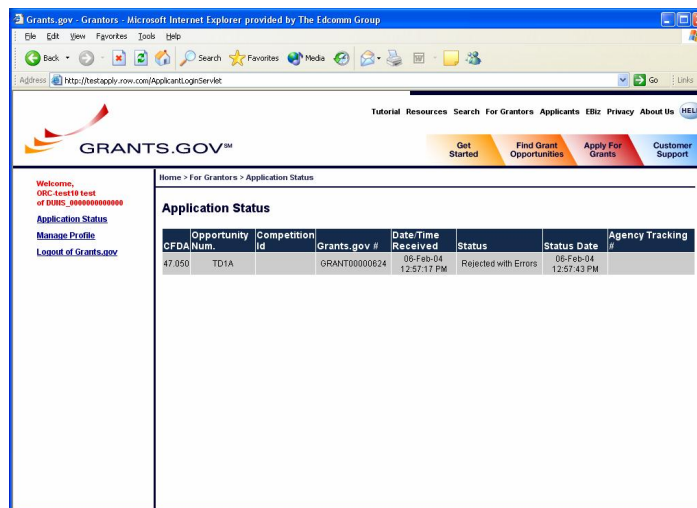 Grants.gov - Grantors - Microsoft Internet Explorer provided by The Edcomm Group
File Edit View Favorites Tools Help
Back Search Favorites Media
Address http://testapply.row.com/ApplicantLoginServlet Go Links
Tutorial Resources Search For Grantors Applicants EBiz Privacy About Us HEL
GRANTS.GOV℠
Get Started
Find Grant Opportunities
Apply For Grants
Customer Support
Home > For Grantors > Application Status
Welcome,
ORC-test10 test
of DUNS_0000000000000
Application Status
Manage Profile
Logout of Grants.gov
Application Status
CFDA Opportunity Num. Competition Id Grants.gov # Date/Time Received Status Status Date Agency Tracking #
47.050 TD1A GRANT00000624 06-Feb-04 12:57:17 PM Rejected with Errors 06-Feb-04 12:57:43 PM